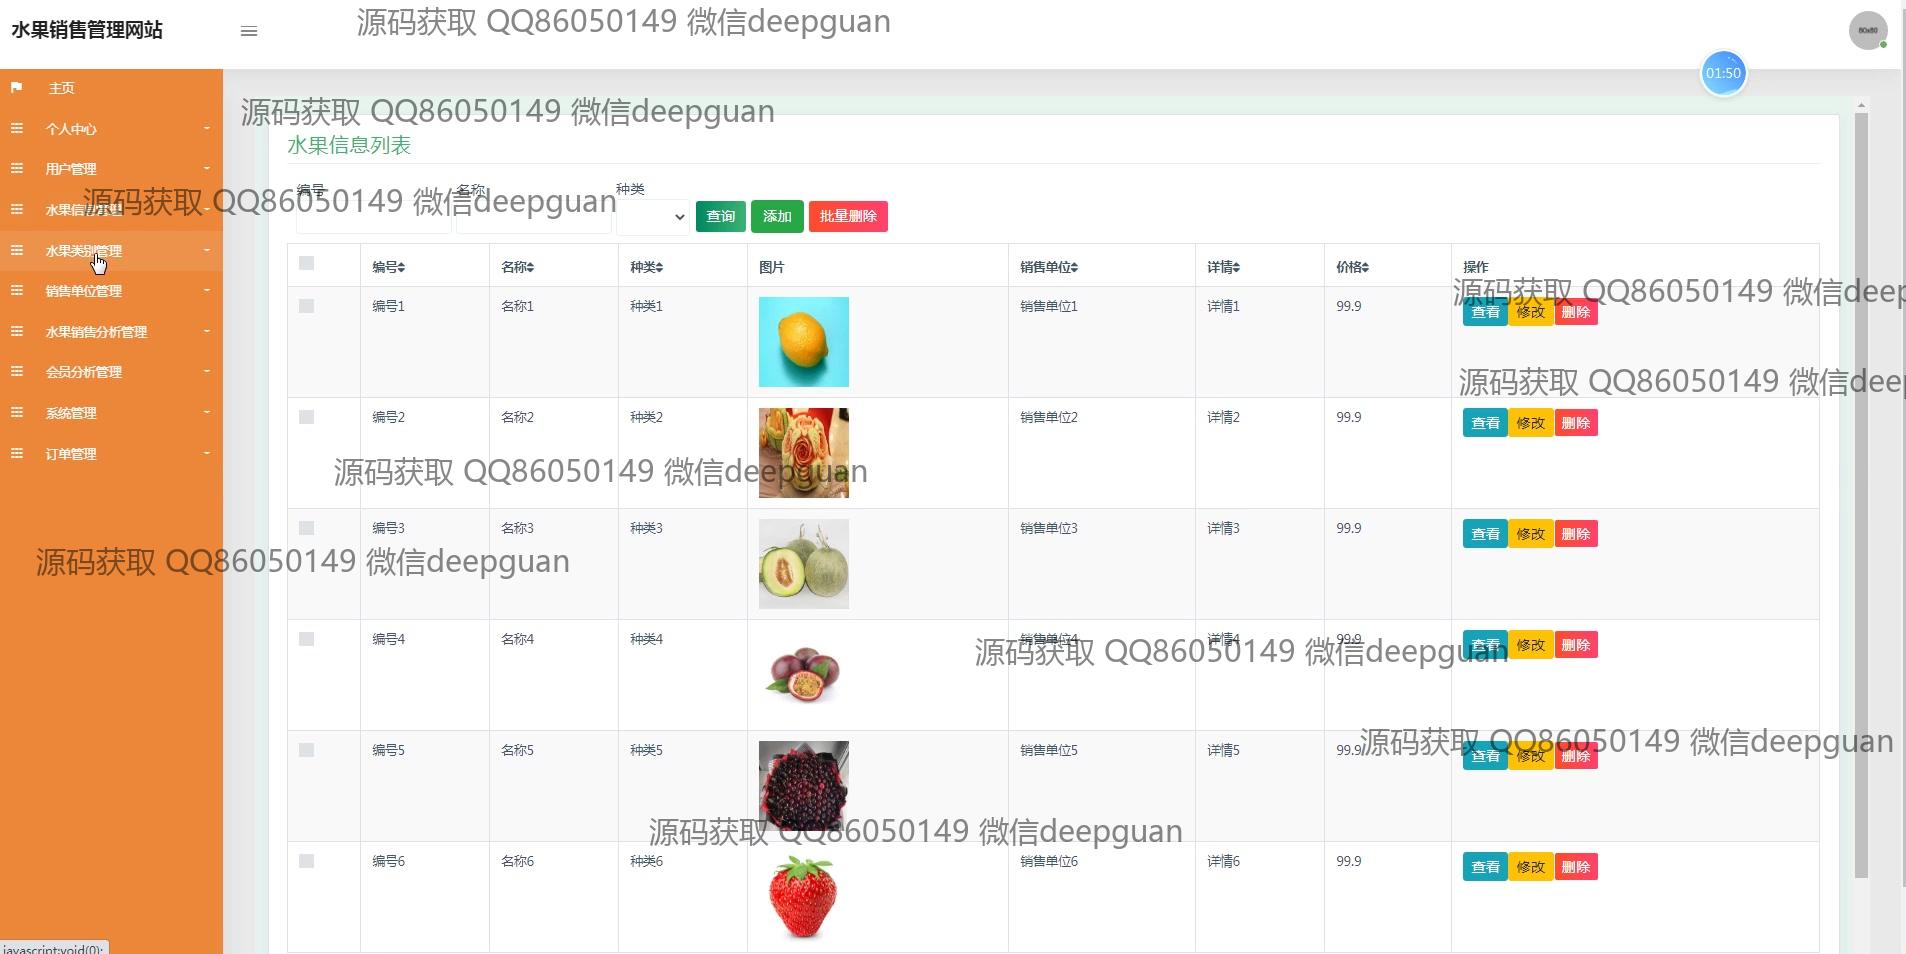 水果销售管理网站
源码获取 QQ86050149 微信deepguan
80x80
01:50
主页
个人中心
用户管理
水果信息管理
水果类别管理
销售单位管理
水果销售分析管理
会员分析管理
系统管理
订单管理
源码获取 QQ86050149 微信deepguan
水果信息列表
编号 名称 种类
源码获取 QQ86050149 微信deepguan
查询 添加 批量删除
编号 名称 种类 图片 销售单位 详情 价格 操作
源码获取 QQ86050149 微信deep
编号1 名称1 种类1 销售单位1 详情1 99.9 查看 修改 删除
源码获取 QQ86050149 微信dee
编号2 名称2 种类2 销售单位2 详情2 99.9 查看 修改 删除
源码获取 QQ86050149 微信deepguan
编号3 名称3 种类3 销售单位3 详情3 99.9 查看 修改 删除
源码获取 QQ86050149 微信deepguan
编号4 名称4 种类4 销售单位4 详情4 99.9 查看 修改 删除
源码获取 QQ86050149 微信deepguan
编号5 名称5 种类5 销售单位5 详情5 99.9 查看 修改 删除
源码获取 QQ86050149 微信deepguan
源码获取 QQ86050149 微信deepguan
编号6 名称6 种类6 销售单位6 详情6 99.9 查看 修改 删除
javascript:void(0);